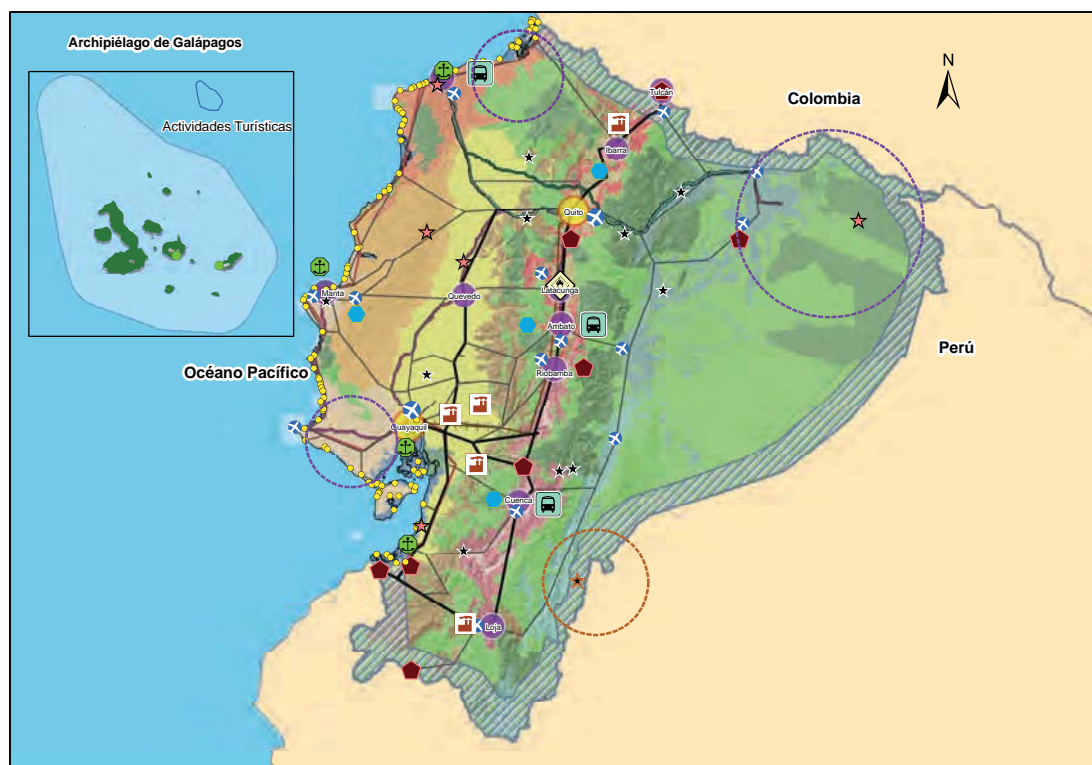 Archipiélago de Galápagos
Actividades Turísticas
N
Colombia
Tulcán
Ibarra
Quito
Manta
Quevedo
Latacunga
Ambato
Riobamba
Perú
Océano Pacífico
Guayaquil
Cuenca
Loja